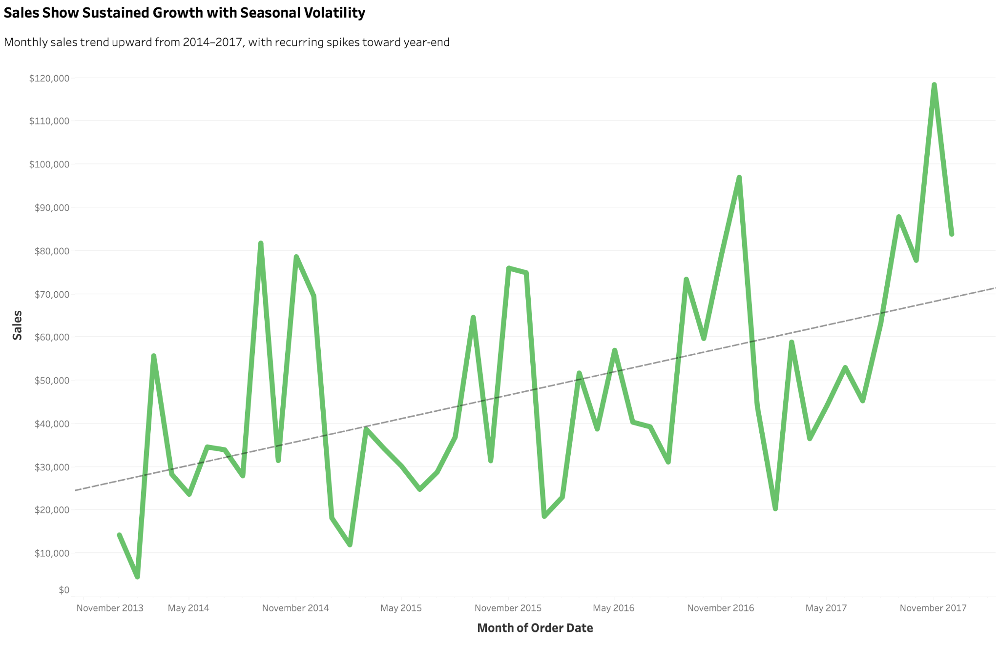 Sales Show Sustained Growth with Seasonal Volatility
Monthly sales trend upward from 2014–2017, with recurring spikes toward year-end
$120,000
$110,000
$100,000
$90,000
$80,000
$70,000
$60,000
$50,000
$40,000
$30,000
$20,000
$10,000
$0
Sales
November 2013 May 2014 November 2014 May 2015 November 2015 May 2016 November 2016 May 2017 November 2017
Month of Order Date